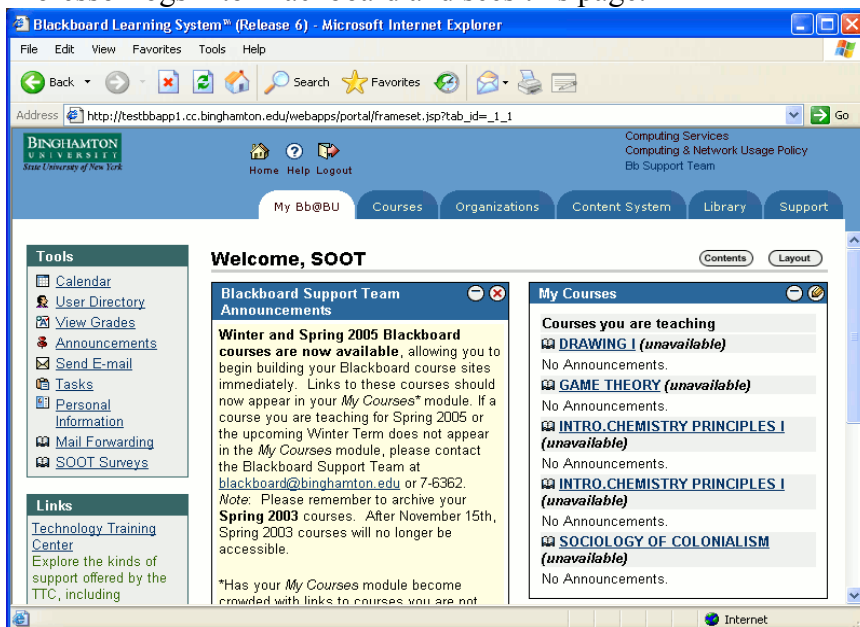 Blackboard Learning System™ (Release 6) - Microsoft Internet Explorer
File Edit View Favorites Tools Help
Back Search Favorites
Address http://testbbapp1.cc.binghamton.edu/webapps/portal/frameset.jsp?tab_id=_1_1 Go
BINGHAMTON
UNIVERSITY
State University of New York
Home Help Logout
Computing Services
Computing & Network Usage Policy
Bb Support Team
My Bb@BU Courses Organizations Content System Library Support
Tools
Calendar
User Directory
View Grades
Announcements
Send E-mail
Tasks
Personal
Information
Mail Forwarding
SOOT Surveys
Links
Technology Training
Center
Explore the kinds of
support offered by the
TTC, including
Welcome, SOOT
Contents Layout
Blackboard Support Team
Announcements
Winter and Spring 2005 Blackboard
courses are now available, allowing you to
begin building your Blackboard course sites
immediately. Links to these courses should
now appear in your My Courses* module. If a
course you are teaching for Spring 2005 or
the upcoming Winter Term does not appear
in the My Courses module, please contact
the Blackboard Support Team at
blackboard@binghamton.edu or 7-6362.
Note: Please remember to archive your
Spring 2003 courses. After November 15th,
Spring 2003 courses will no longer be
accessible.
*Has your My Courses module become
crowded with links to courses you are not
My Courses
Courses you are teaching
DRAWING I (unavailable)
No Announcements.
GAME THEORY (unavailable)
No Announcements.
INTRO.CHEMISTRY PRINCIPLES I
(unavailable)
No Announcements.
INTRO.CHEMISTRY PRINCIPLES I
(unavailable)
No Announcements.
SOCIOLOGY OF COLONIALISM
(unavailable)
No Announcements.
Internet